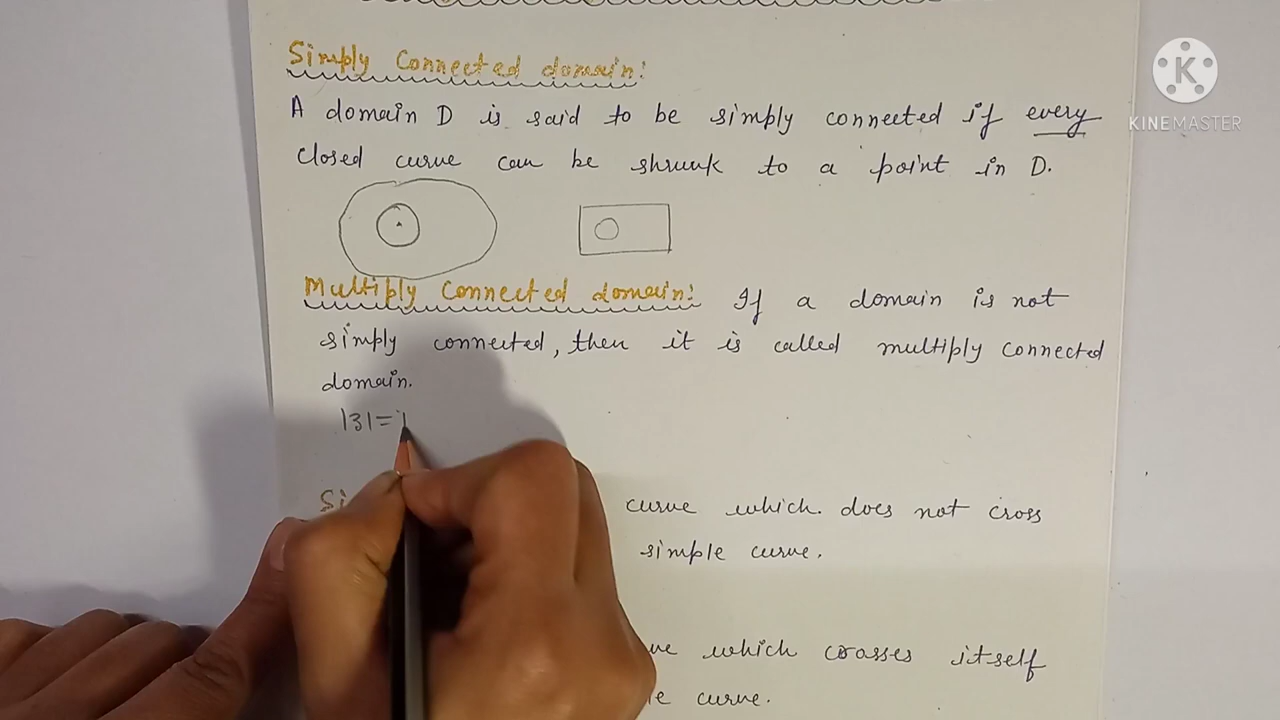 Simply Connected domain:
K
KINEMASTER
A domain D is said to be simply connected if every
closed curve can be shrunk to a point in D.
Multiply Connected domain: If a domain is not
simply connected, then it is called multiply connected
domain.
|z|=1
curve which does not cross
simple curve.
which crosses itself
curve.